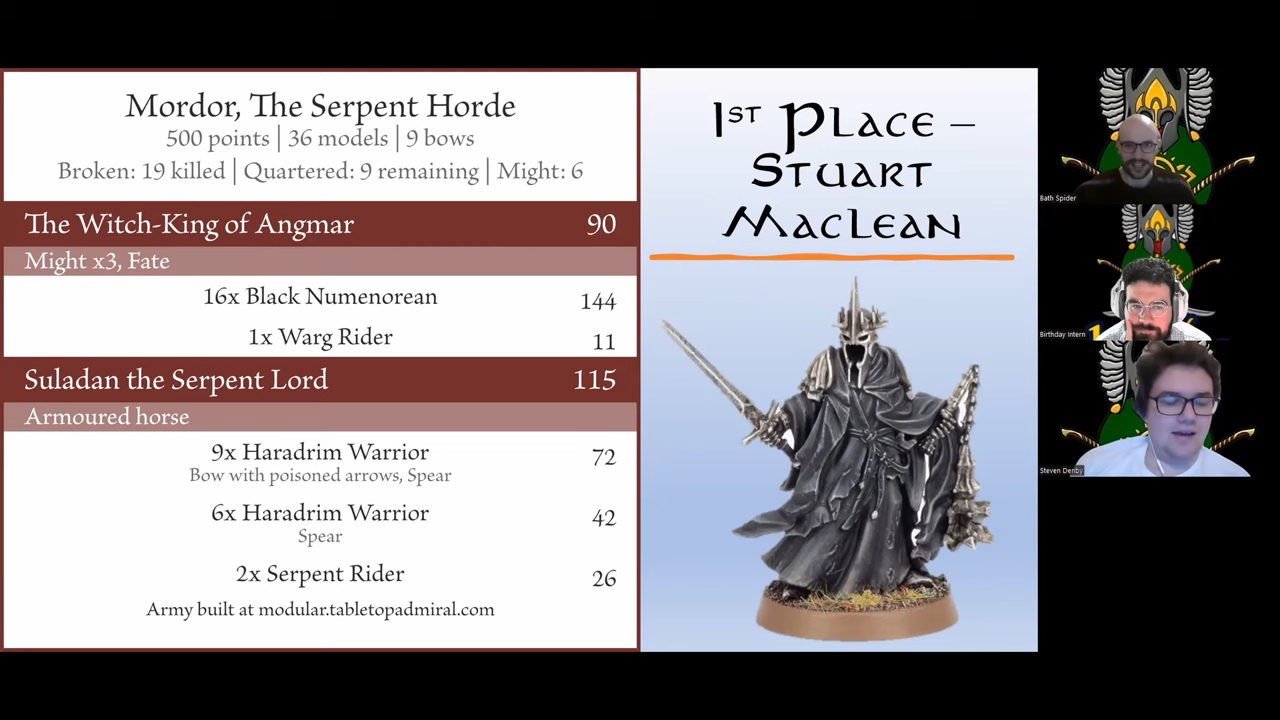 Mordor, The Serpent Horde
500 points | 36 models | 9 bows
Broken: 19 killed | Quartered: 9 remaining | Might: 6
The Witch-King of Angmar 90
Might x3, Fate
16x Black Numenorean 144
1x Warg Rider 11
Suladan the Serpent Lord 115
Armoured horse
9x Haradrim Warrior 72
Bow with poisoned arrows, Spear
6x Haradrim Warrior 42
Spear
2x Serpent Rider 26
Army built at modular.tabletopadmiral.com
1ST PLACE –
STUART
MACLEAN
Bath Spider
Birthday Intern
Steven Denby